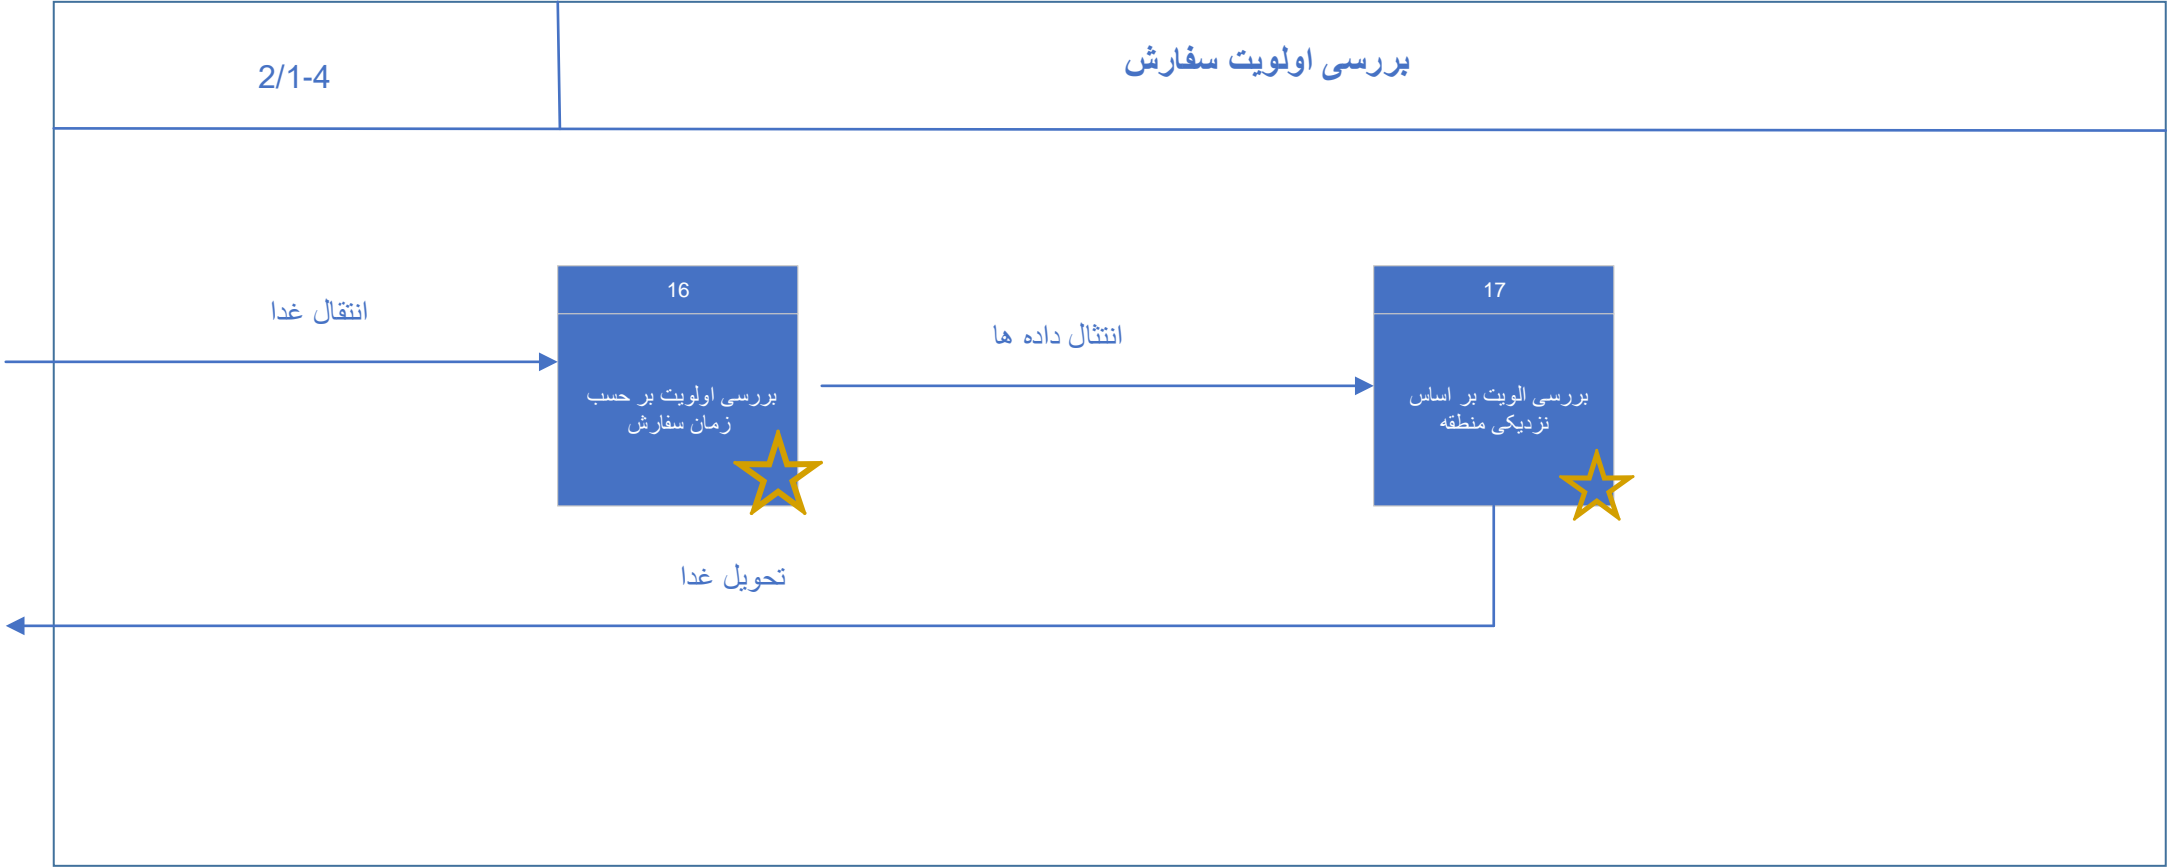 بررسی اولویت سفارش
2/1-4
16
17
انتقال غدا
انتثال داده ها
بررسی اولویت بر حسب
زمان سفارش
بررسی الویت بر اساس
نزدیکی منطقه
تحویل غدا